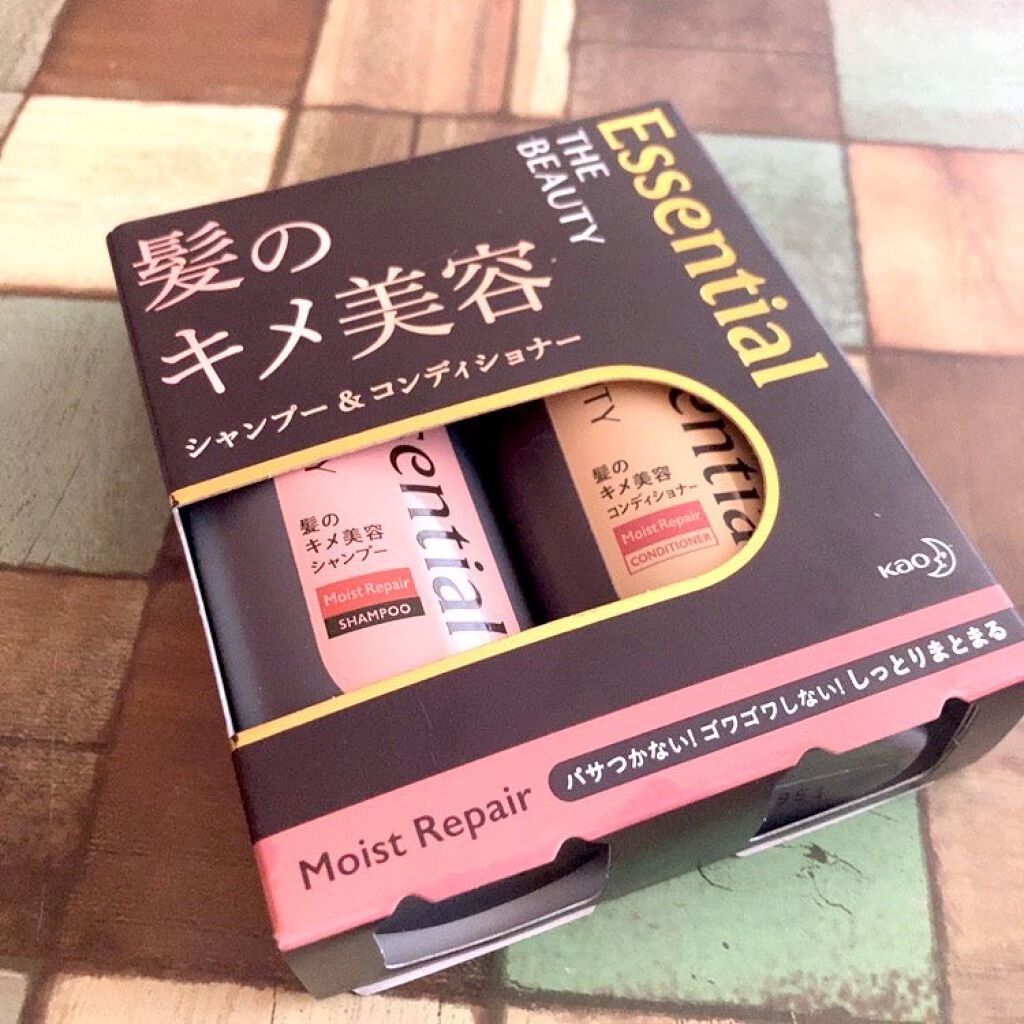 Essential
THE
BEAUTY
髪の
キメ美容
シャンプー & コンディショナー
髪の
キメ美容
シャンプー
Moist Repair
SHAMPOO
髪の
キメ美容
コンディショナー
Moist Repair
CONDITIONER
Kao
Moist Repair
パサつかない!ゴワゴワしない!しっとりまとまる